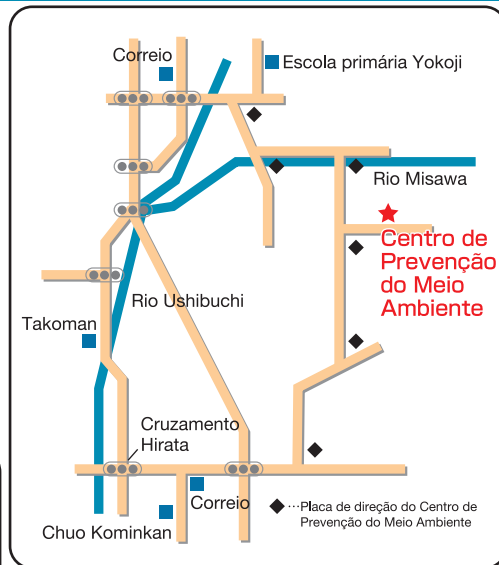 Correio
Escola primária Yokoji
Rio Misawa
Centro de
Prevenção
do Meio
Ambiente
Rio Ushibuchi
Takoman
Cruzamento
Hirata
Correio
Chuo Kominkan
◆ ···Placa de direção do Centro de
Prevenção do Meio Ambiente